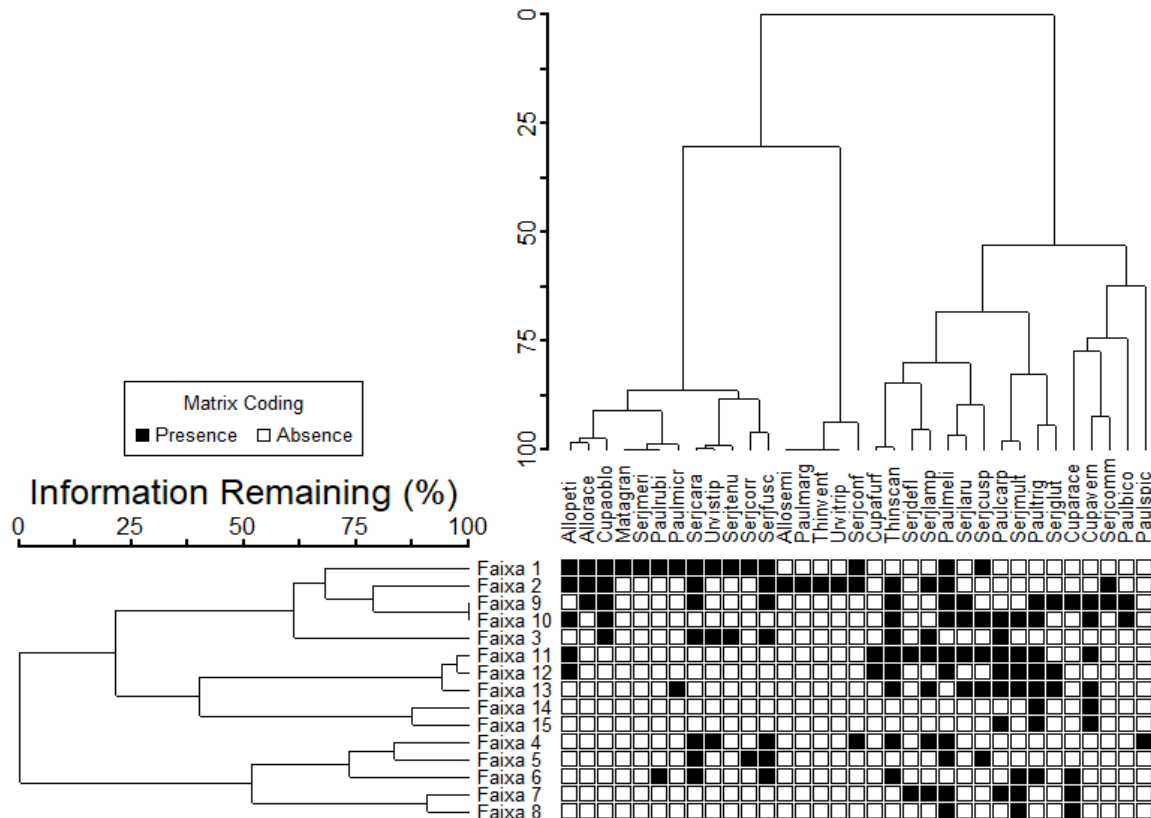 0
25
50
75
100
Matrix Coding
Presence Absence
Information Remaining (%)
0 25 50 75 100
Allopeti
Allorace
Cupaoblo
Matagran
Serjmeri
Paulrubi
Paulmicr
Serjcara
Urvistip
Serjtenu
Serjcorr
Serjfusc
Allosemi
Paulmarg
Thinvent
Urvitrip
Serjconf
Cupafurf
Thinscan
Serjdefl
Serjamp
Paulmeli
Serjlaru
Serjcusp
Paulcarp
Serjmult
Paultrig
Serjglut
Cuparace
Cupavern
Serjcomm
Paulbico
Paulspic
Faixa 1
Faixa 2
Faixa 9
Faixa 10
Faixa 3
Faixa 11
Faixa 12
Faixa 13
Faixa 14
Faixa 15
Faixa 4
Faixa 5
Faixa 6
Faixa 7
Faixa 8